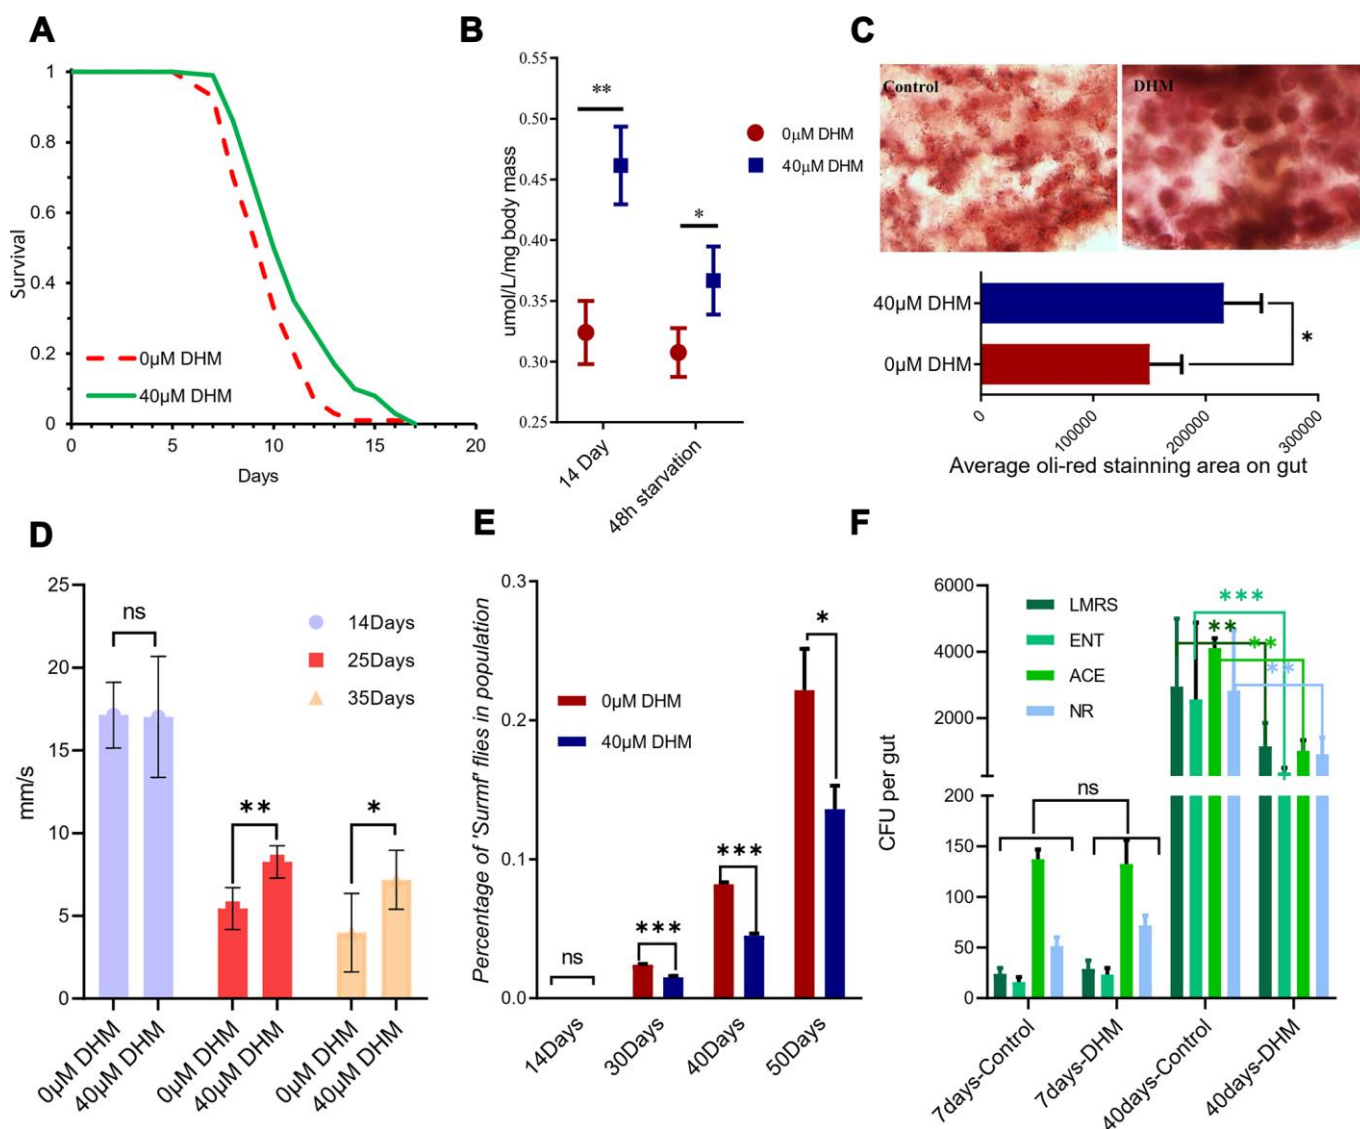 A
1
0.8
0.6
0.4
0.2
0
Survival
0μM DHM
40μM DHM
0
5
10
15
20
Days
B
0.55
0.50
0.45
0.40
0.35
0.30
0.25
umol/L/mg body mass
**
*
0μM DHM
40μM DHM
14 Day
48h starvation
C
Control
DHM
40μM DHM
0μM DHM
*
0
100000
200000
300000
Average oli-red stainning area on gut
D
25
20
15
10
5
0
mm/s
ns
**
*
14Days
25Days
35Days
0μM DHM
40μM DHM
0μM DHM
40μM DHM
0μM DHM
40μM DHM
E
0.3
0.2
0.1
0.0
Percentage of 'Surmf' flies in population
0μM DHM
40μM DHM
ns
***
***
*
14Days
30Days
40Days
50Days
F
6000
4000
2000
200
150
100
50
0
CFU per gut
LMRS
ENT
ACE
NR
ns
***
**
**
**
7days-Control
7days-DHM
40days-Control
40days-DHM